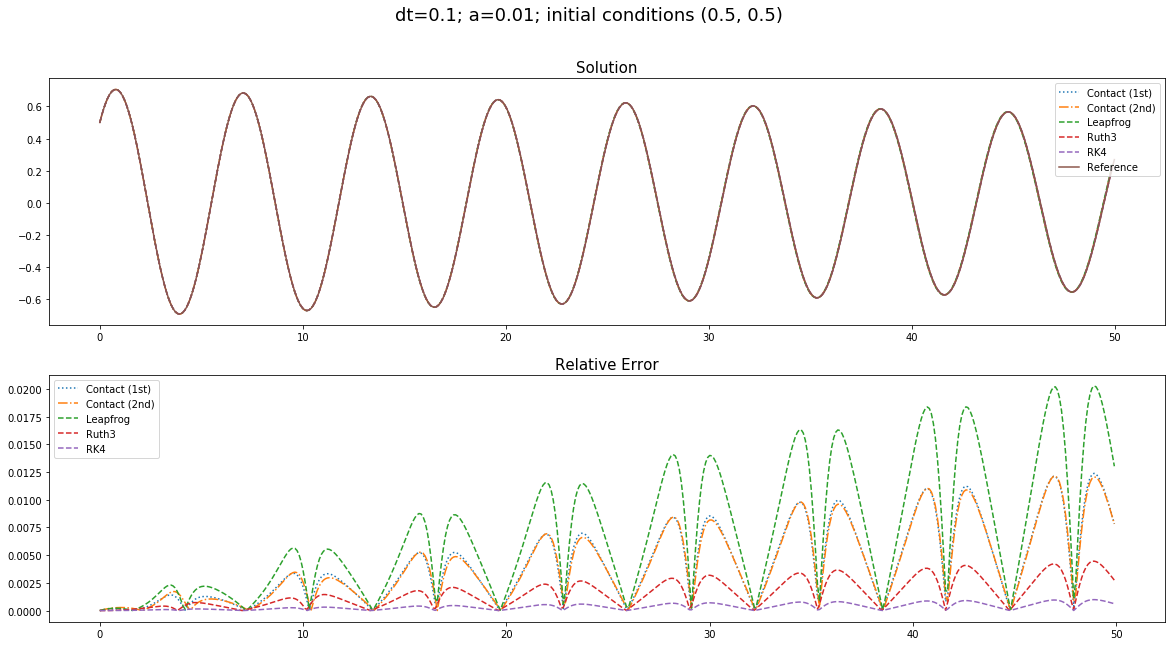 dt=0.1; a=0.01; initial conditions (0.5, 0.5)
Solution
0.6
0.4
0.2
0.0
−0.2
−0.4
−0.6
Contact (1st)
Contact (2nd)
Leapfrog
Ruth3
RK4
Reference
0 10 20 30 40 50
Relative Error
0.0200
0.0175
0.0150
0.0125
0.0100
0.0075
0.0050
0.0025
0.0000
Contact (1st)
Contact (2nd)
Leapfrog
Ruth3
RK4
0 10 20 30 40 50